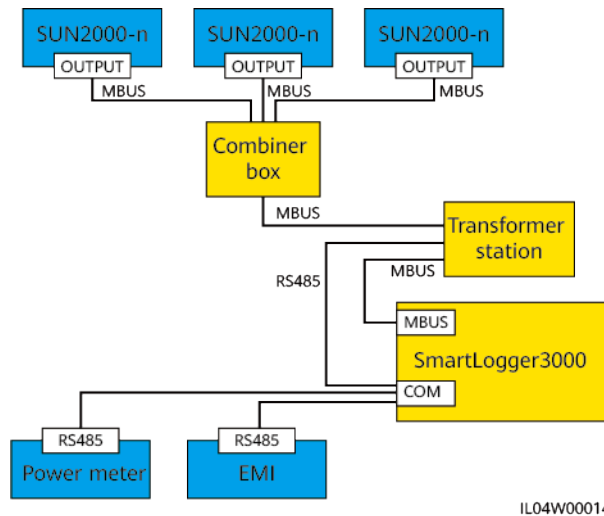 SUN2000-n
SUN2000-n
SUN2000-n
OUTPUT
OUTPUT
OUTPUT
MBUS
MBUS
MBUS
Combiner
box
MBUS
Transformer
station
MBUS
RS485
MBUS
SmartLogger3000
COM
RS485
RS485
Power meter
EMI
IL04W00014